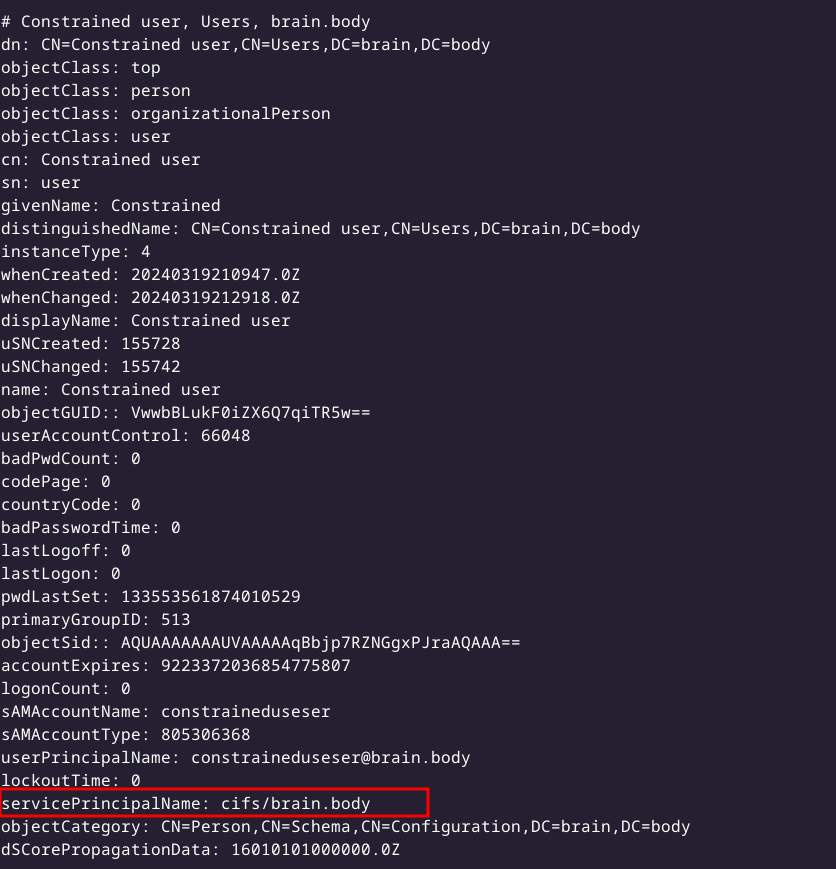 # Constrained user, Users, brain.body
dn: CN=Constrained user,CN=Users,DC=brain,DC=body
objectClass: top
objectClass: person
objectClass: organizationalPerson
objectClass: user
cn: Constrained user
sn: user
givenName: Constrained
distinguishedName: CN=Constrained user,CN=Users,DC=brain,DC=body
instanceType: 4
whenCreated: 20240319210947.0Z
whenChanged: 20240319212918.0Z
displayName: Constrained user
uSNCreated: 155728
uSNChanged: 155742
name: Constrained user
objectGUID:: VwwbBLukF0iZX6Q7qiTR5w==
userAccountControl: 66048
badPwdCount: 0
codePage: 0
countryCode: 0
badPasswordTime: 0
lastLogoff: 0
lastLogon: 0
pwdLastSet: 133553561874010529
primaryGroupID: 513
objectSid:: AQUAAAAAAAUVAAAAAqBbjp7RZNGgxPJraAQAAA==
accountExpires: 9223372036854775807
logonCount: 0
sAMAccountName: constraineduseser
sAMAccountType: 805306368
userPrincipalName: constraineduseser@brain.body
lockoutTime: 0
servicePrincipalName: cifs/brain.body
objectCategory: CN=Person,CN=Schema,CN=Configuration,DC=brain,DC=body
dSCorePropagationData: 16010101000000.0Z